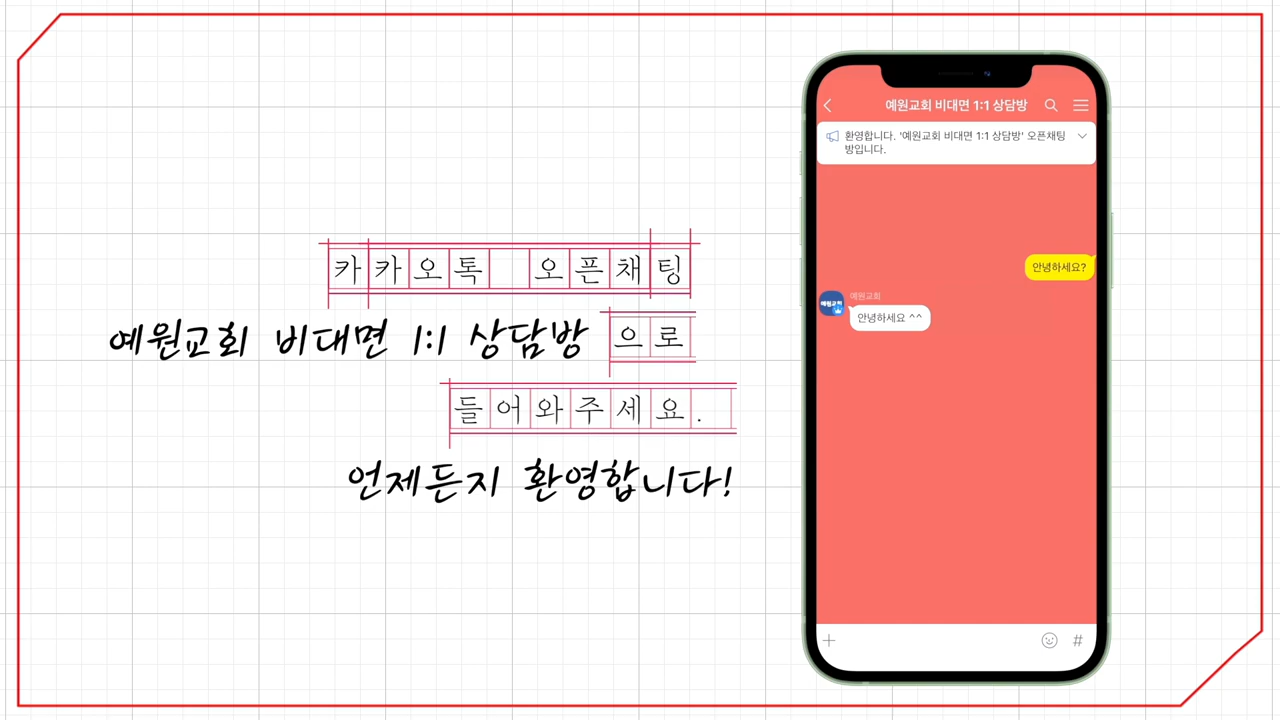 카카오톡 오픈채팅
예원교회 비대면 1:1 상담방으로
들어와주세요.
언제든지 환영합니다!
예원교회 비대면 1:1 상담방
환영합니다. '예원교회 비대면 1:1 상담방' 오픈채팅
방입니다.
안녕하세요?
예원교회
예원교회
안녕하세요 ^^
#